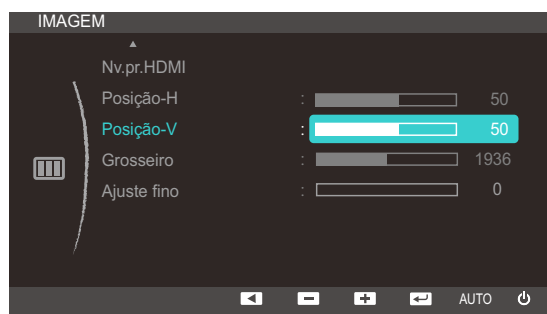 IMAGEM
Nv.pr.HDMI
Posição-H : 50
Posição-V : 50
Grosseiro : 1936
Ajuste fino : 0
AUTO